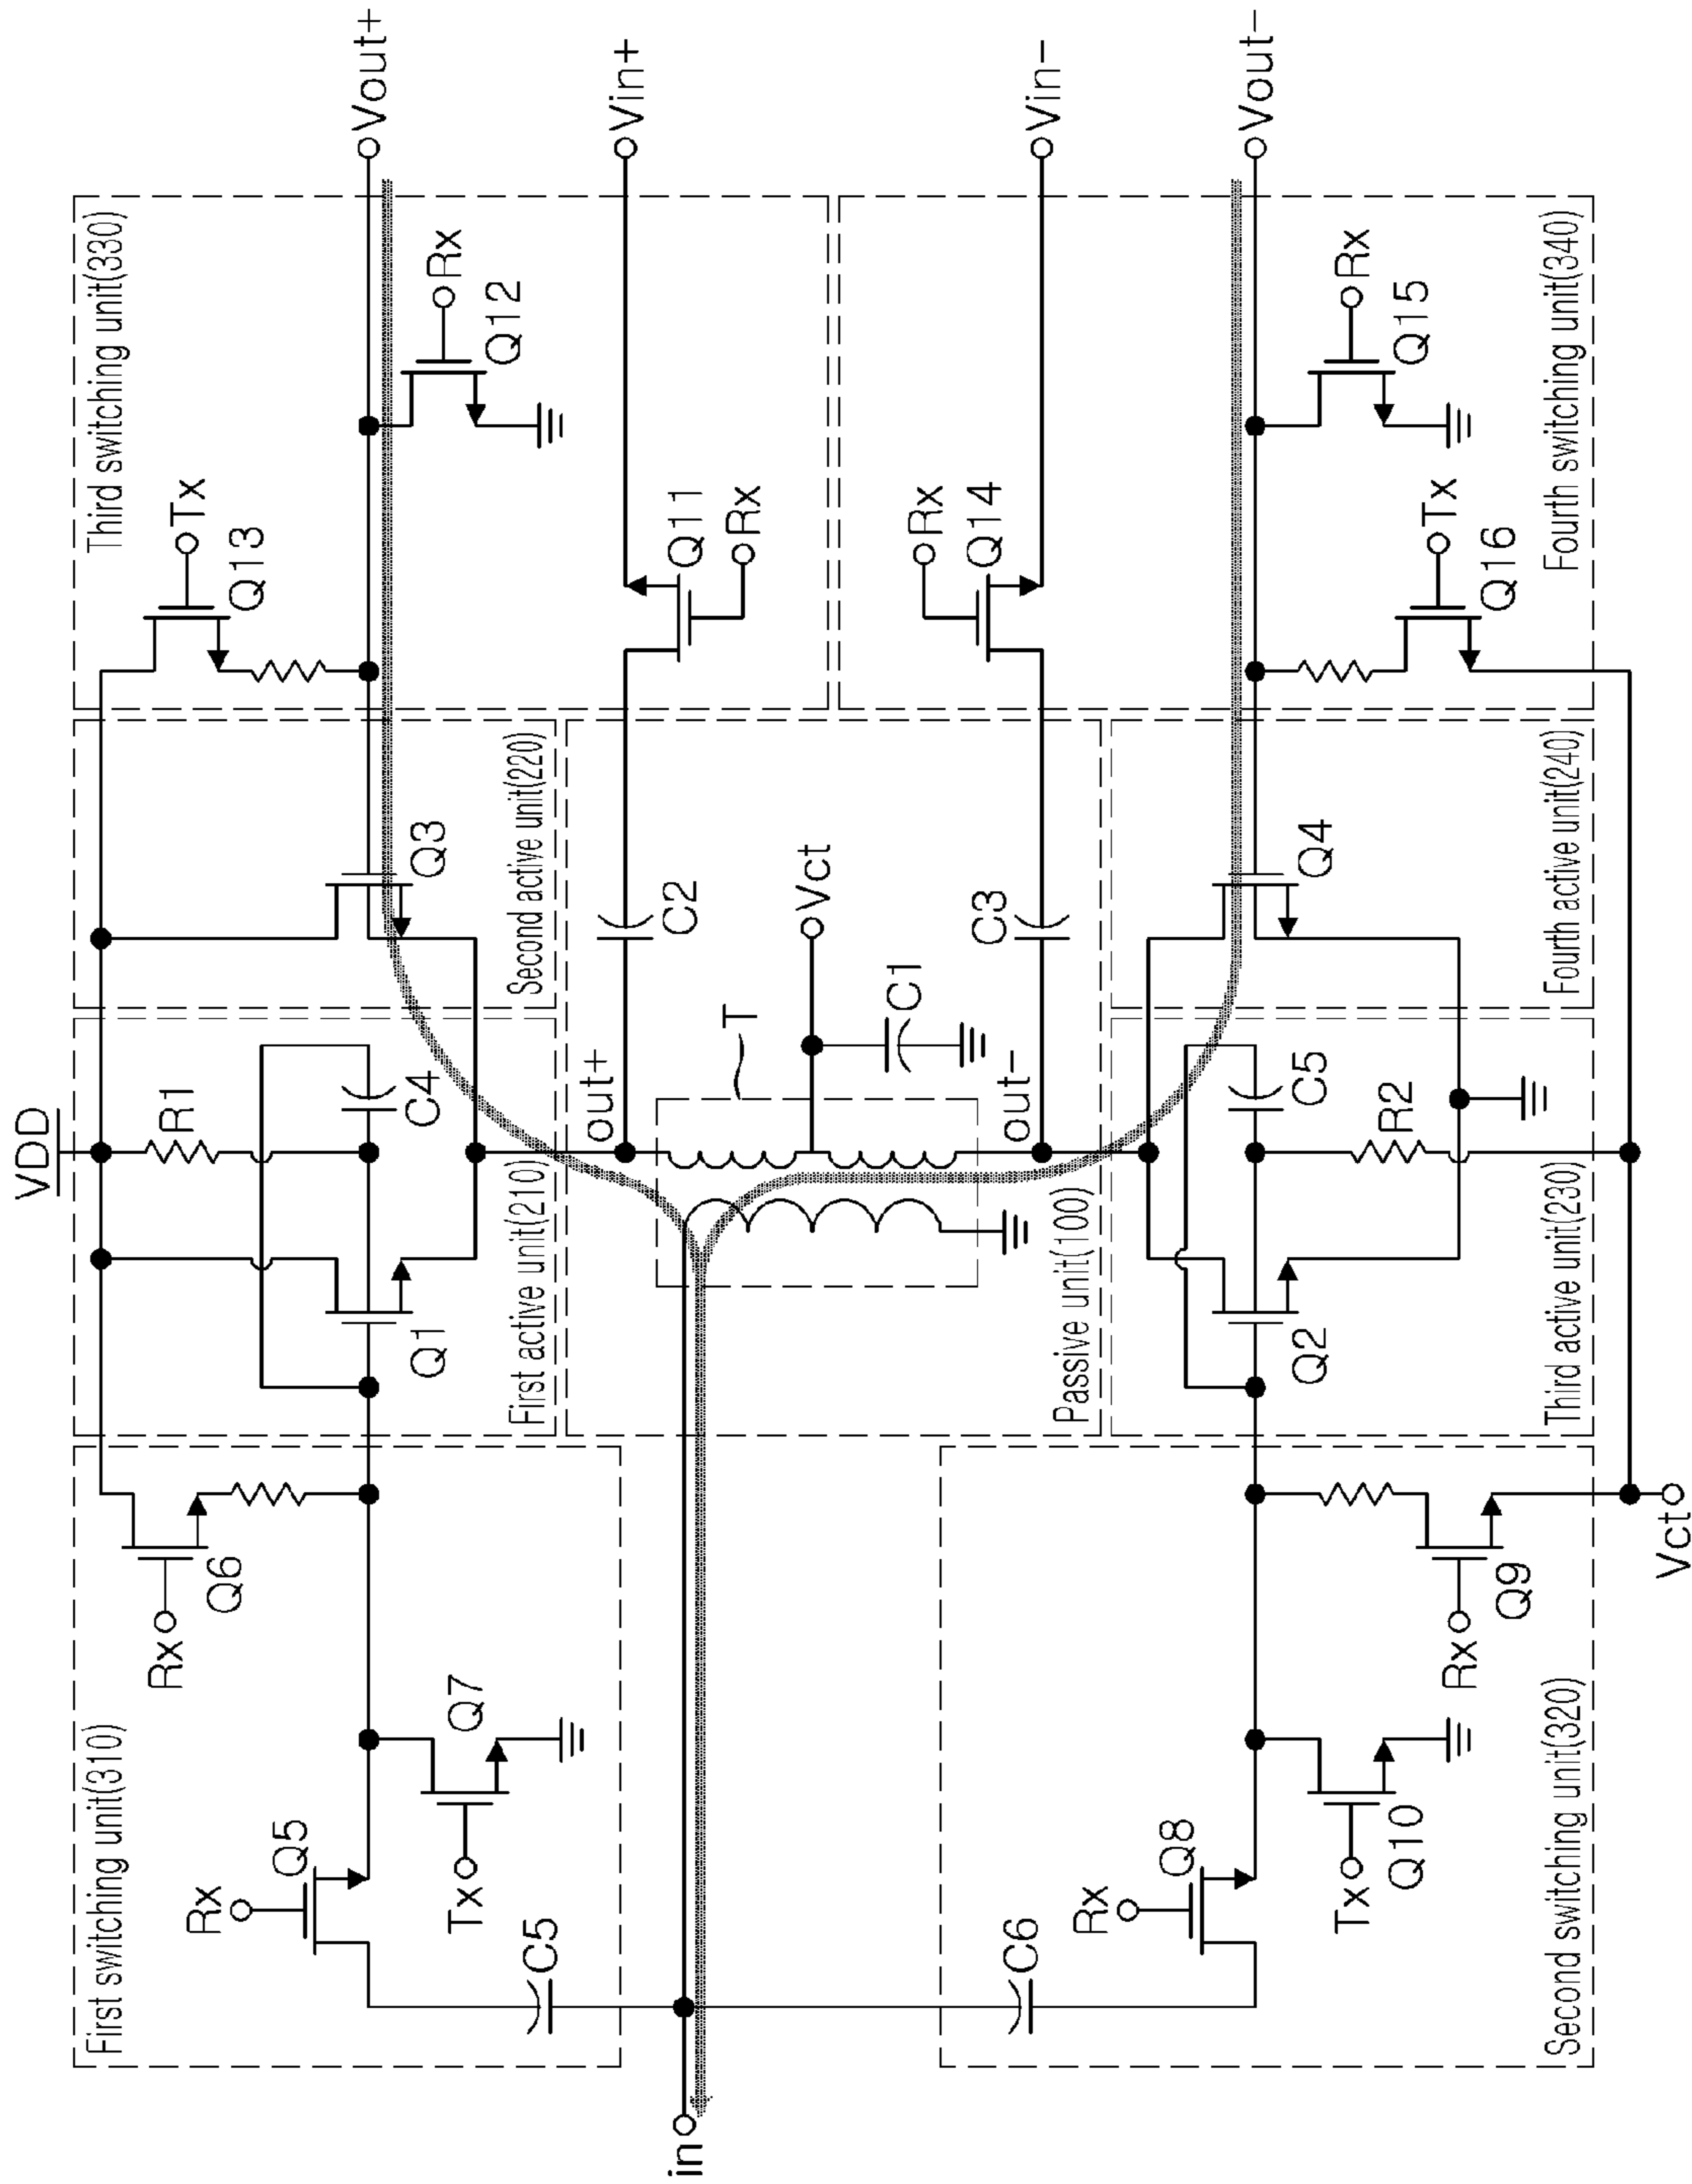 VDD
Third switching unit(330)
Tx
Q13
Vout+
Rx
Q12
Vin+
Q11
Rx
Second active unit(220)
Q3
C2
R1
C4
First active unit(210)
Q1
First switching unit(310)
Rx
Q6
Q7
Tx
Rx
Q5
C5
in
out+
T
Vct
C1
C3
out-
Passive unit(100)
Rx
Q14
Vin-
Vout-
Rx
Q15
Tx
Q16
Fourth switching unit(340)
Q4
Fourth active unit(240)
C5
R2
Q2
Third active unit(230)
Q9
Rx
Vct
C6
Rx
Q8
Tx
Q10
Second switching unit(320)